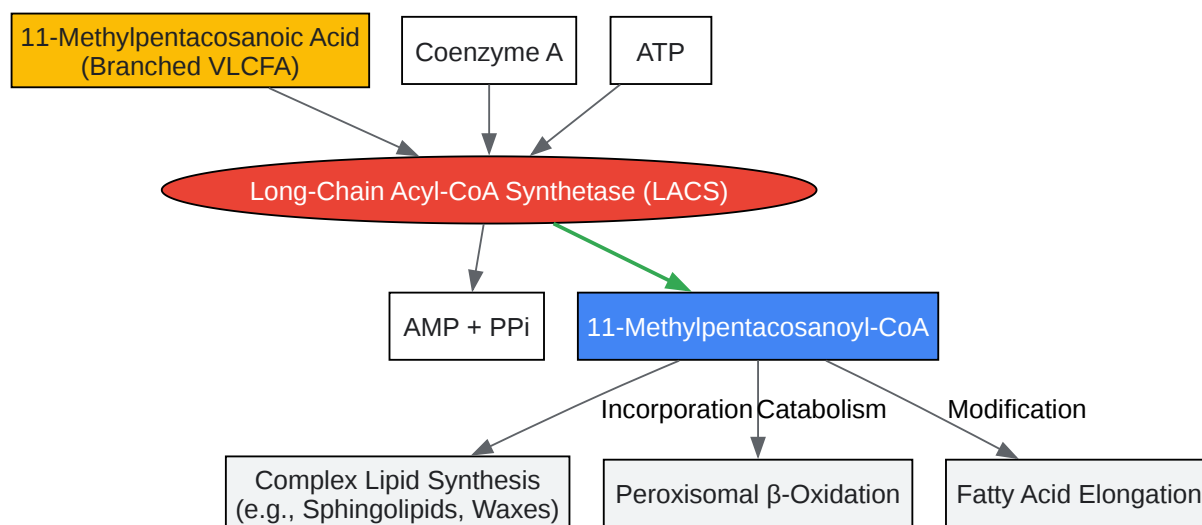 11-Methylpentacosanoic Acid
(Branched VLCFA)
Coenzyme A
ATP
Long-Chain Acyl-CoA Synthetase (LACS)
AMP + PPi
11-Methylpentacosanoyl-CoA
Incorporation
Catabolism
Modification
Complex Lipid Synthesis
(e.g., Sphingolipids, Waxes)
Peroxisomal β-Oxidation
Fatty Acid Elongation